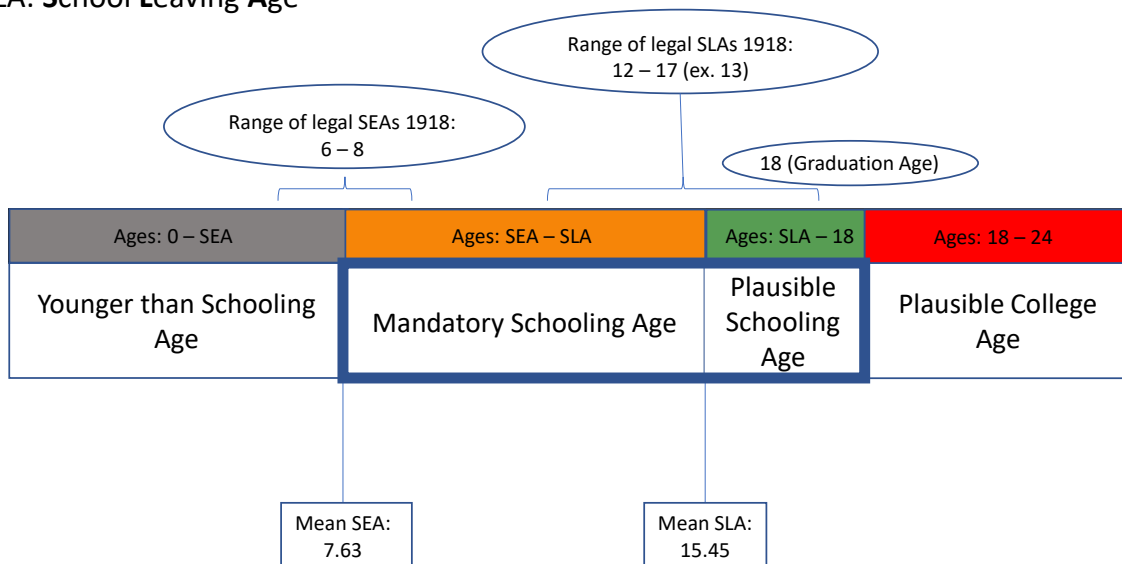 LA: School Leaving Age
Range of legal SLAs 1918:
12 – 17 (ex. 13)
Range of legal SEAs 1918:
6 – 8
18 (Graduation Age)
Ages: 0 – SEA
Ages: SEA – SLA
Ages: SLA – 18
Ages: 18 – 24
Younger than Schooling
Age
Mandatory Schooling Age
Plausible
Schooling
Age
Plausible College
Age
Mean SEA:
7.63
Mean SLA:
15.45